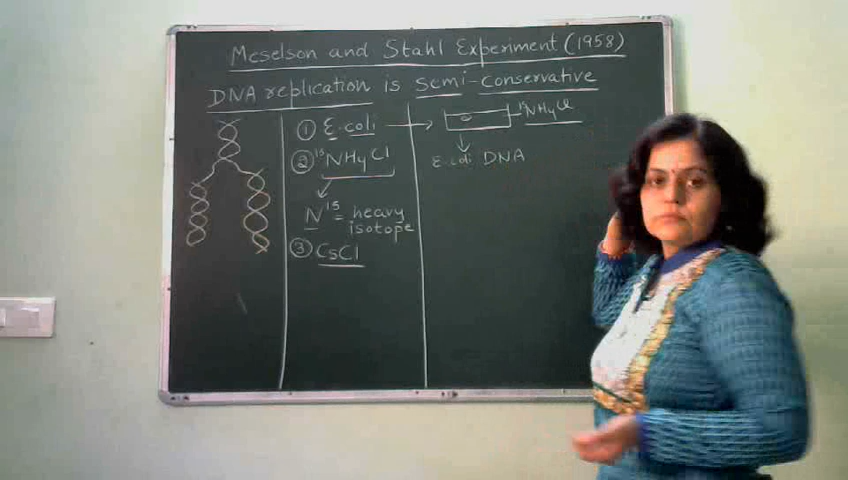 Meselson and Stahl Experiment (1958)
DNA replication is Semi-Conservative
① E.coli
② ¹⁵NH₄Cl
N¹⁵ = heavy
isotope
③ CsCl
¹⁵NH₄Cl
E.coli DNA